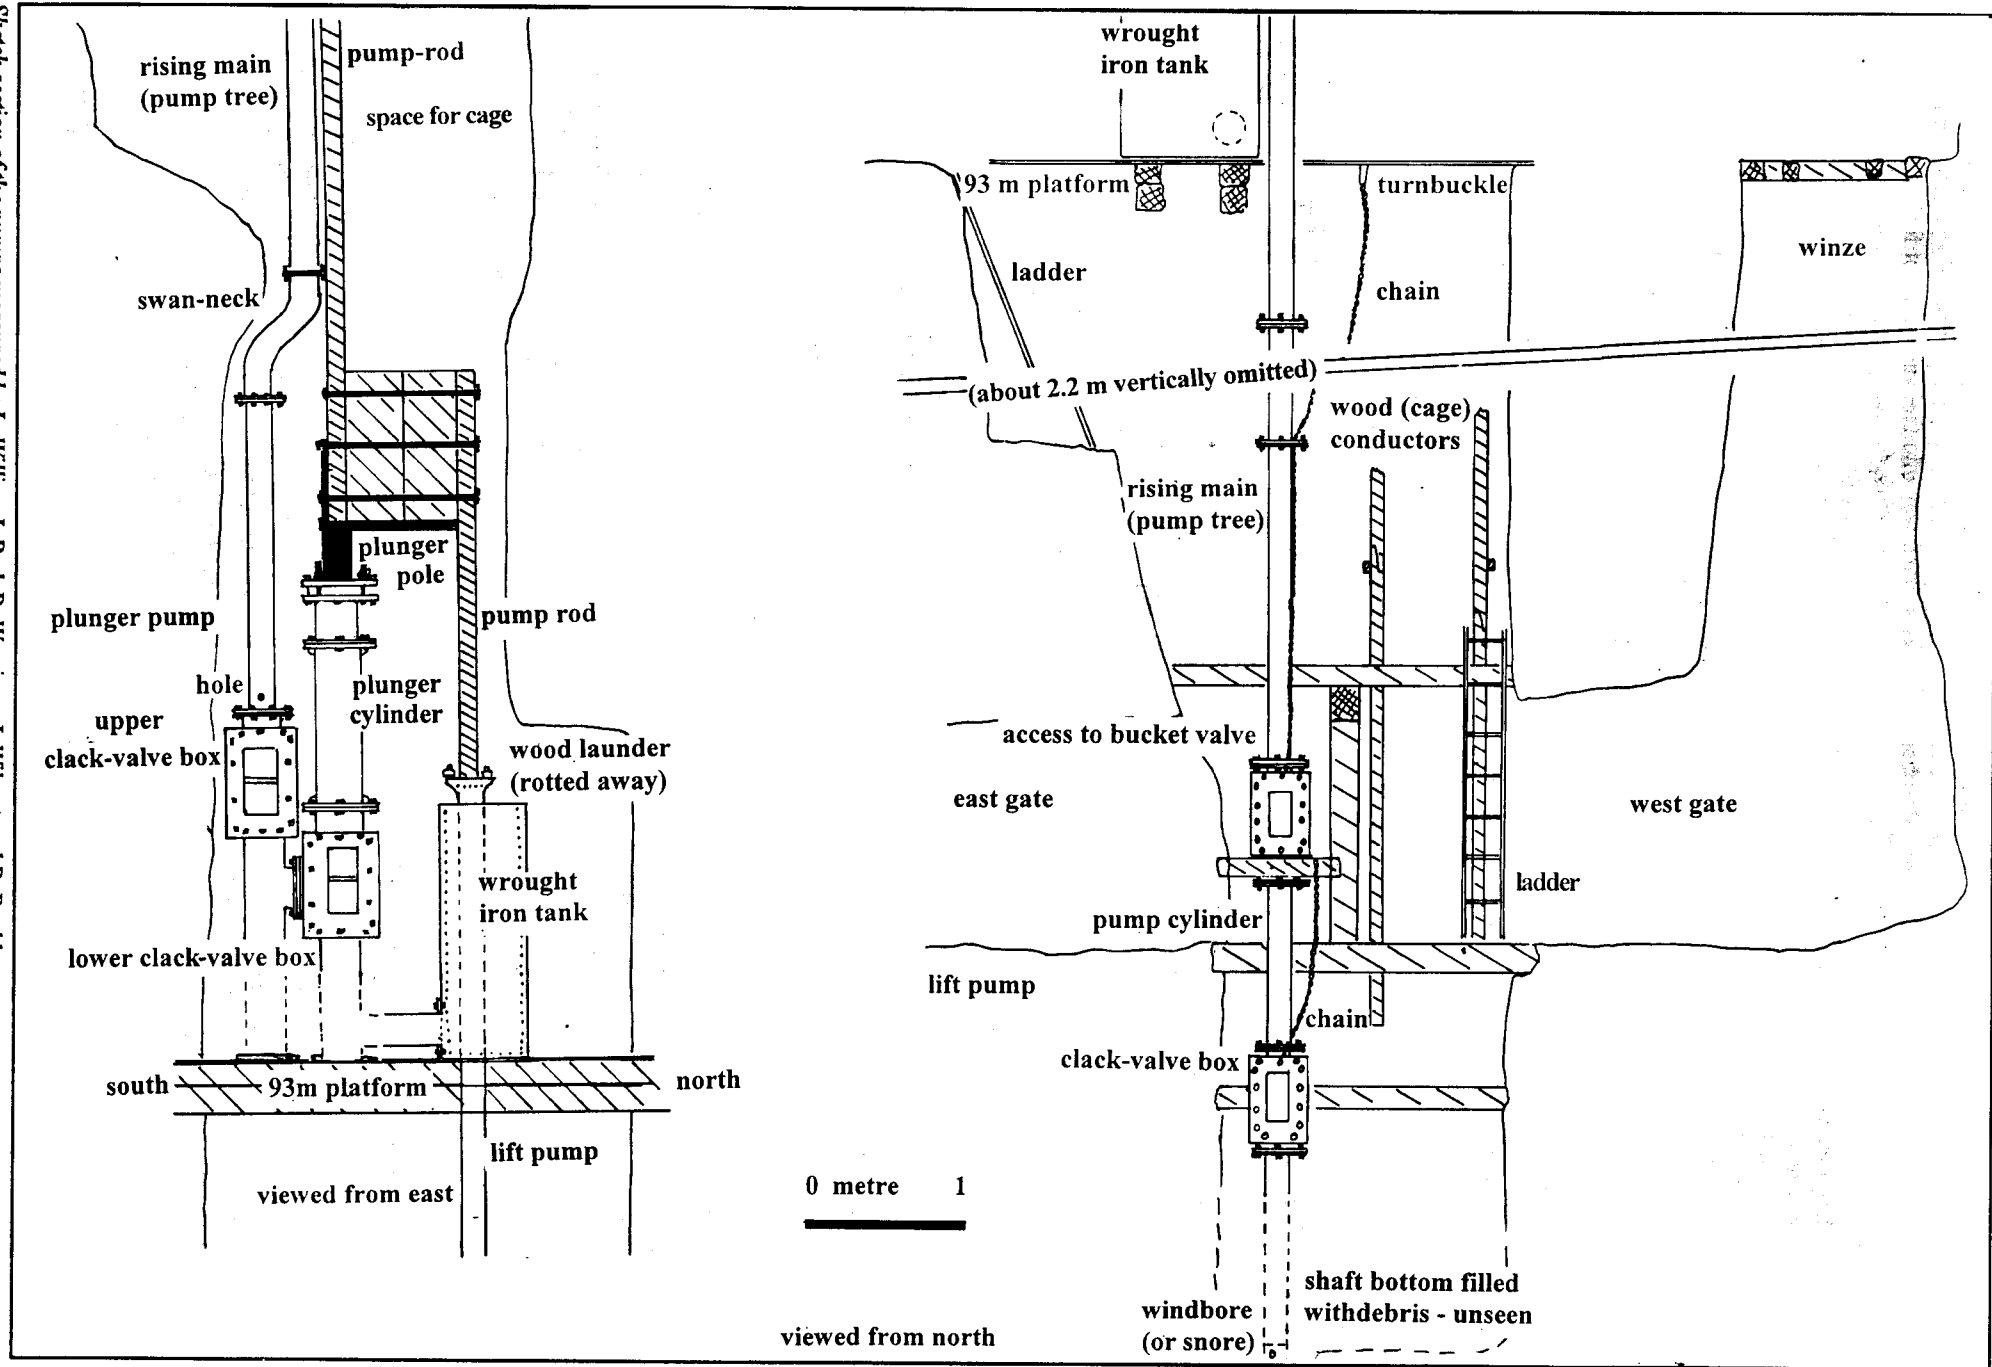 rising main
(pump tree)
pump-rod
space for cage
swan-neck
plunger
pole
plunger pump
pump rod
hole
plunger
cylinder
upper
clack-valve box
wood launder
(rotted away)
wrought
iron tank
lower clack-valve box
south
93m platform
north
lift pump
viewed from east
0 metre 1
wrought
iron tank
93 m platform
turnbuckle
winze
ladder
chain
(about 2.2 m vertically omitted)
wood (cage)
conductors
rising main
(pump tree)
access to bucket valve
east gate
west gate
ladder
pump cylinder
lift pump
chain
clack-valve box
shaft bottom filled
withdebris - unseen
windbore
(or snore)
viewed from north